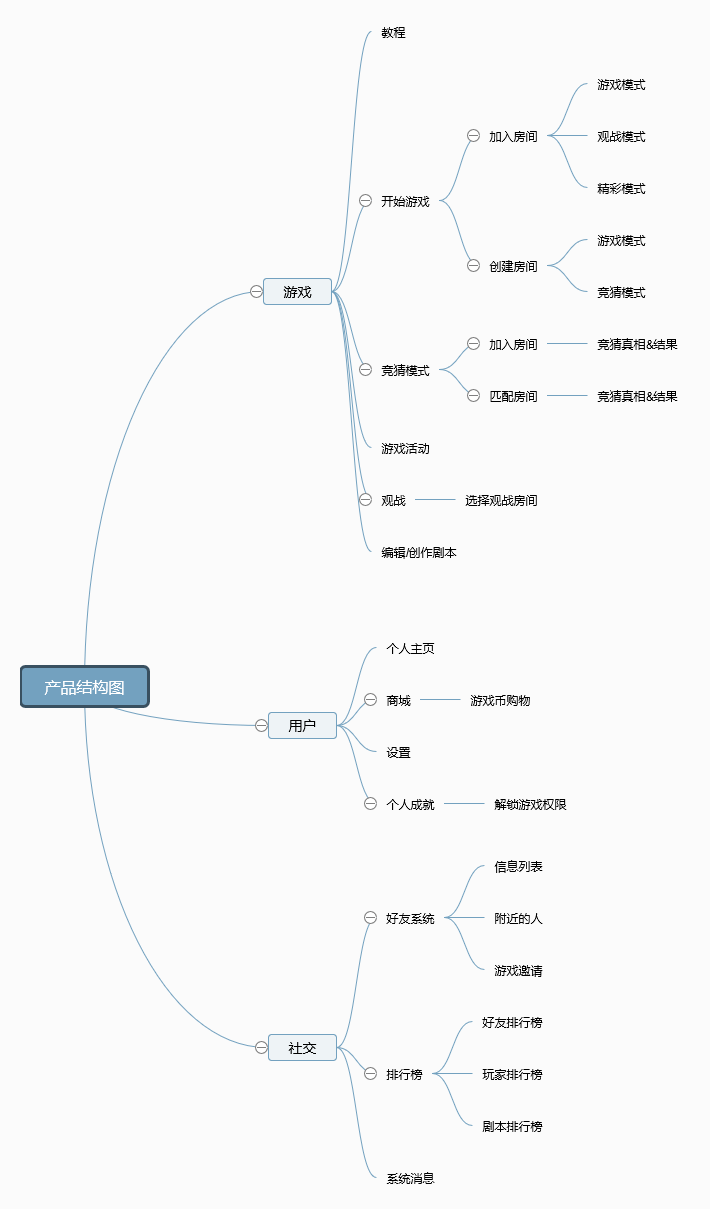 产品结构图
游戏
教程
开始游戏
加入房间
游戏模式
观战模式
精彩模式
创建房间
游戏模式
竞猜模式
竞猜模式
加入房间
竞猜真相&结果
匹配房间
竞猜真相&结果
游戏活动
观战
选择观战房间
编辑/创作剧本
用户
个人主页
商城
游戏币购物
设置
个人成就
解锁游戏权限
社交
好友系统
信息列表
附近的人
游戏邀请
排行榜
好友排行榜
玩家排行榜
剧本排行榜
系统消息